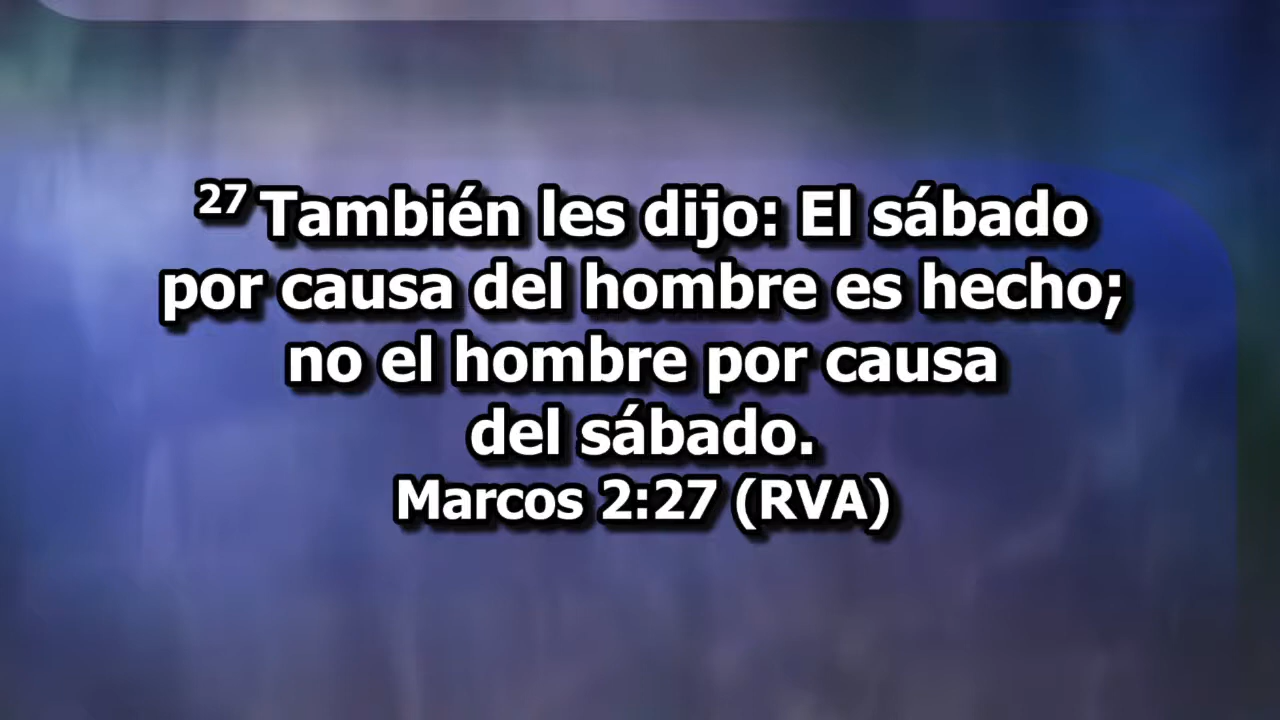 27 También les dijo: El sábado
por causa del hombre es hecho;
no el hombre por causa
del sábado.
Marcos 2:27 (RVA)